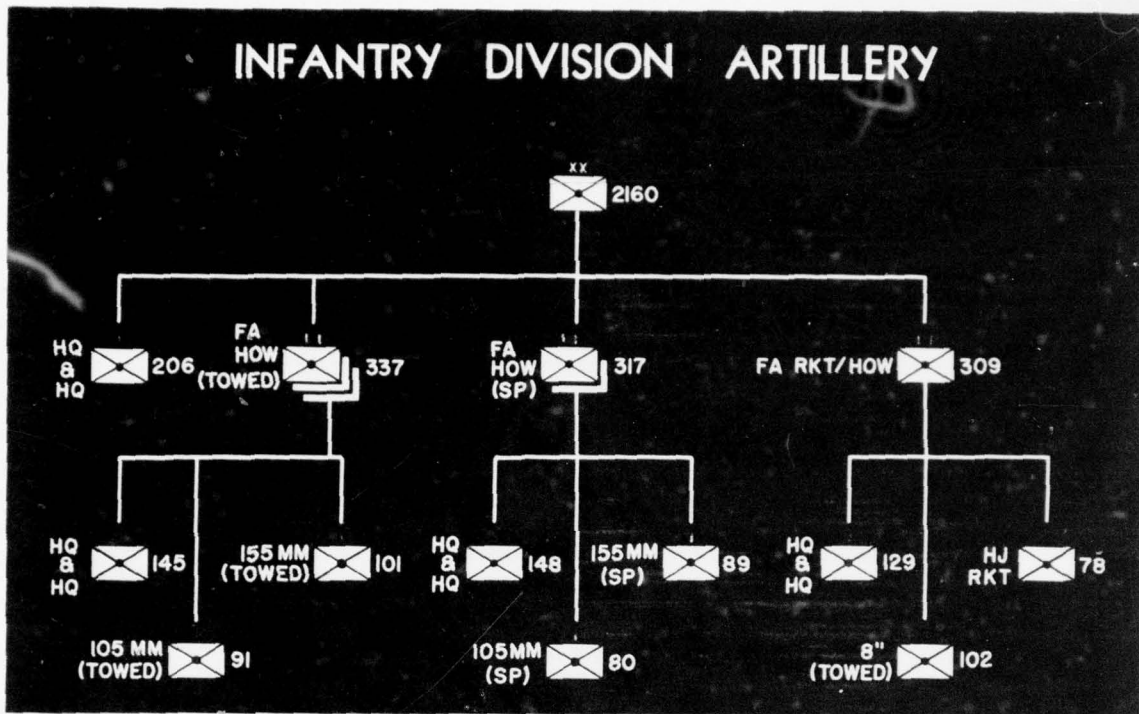 INFANTRY DIVISION ARTILLERY
XX
2160
HQ
&
HQ
206
FA
HOW
(TOWED)
337
FA
HOW
(SP)
317
FA RKT/HOW
309
HQ
&
HQ
145
155 MM
(TOWED)
101
HQ
&
HQ
148
155 MM
(SP)
89
HQ
&
HQ
129
HJ
RKT
78
105 MM
(TOWED)
91
105 MM
(SP)
80
8"
(TOWED)
102